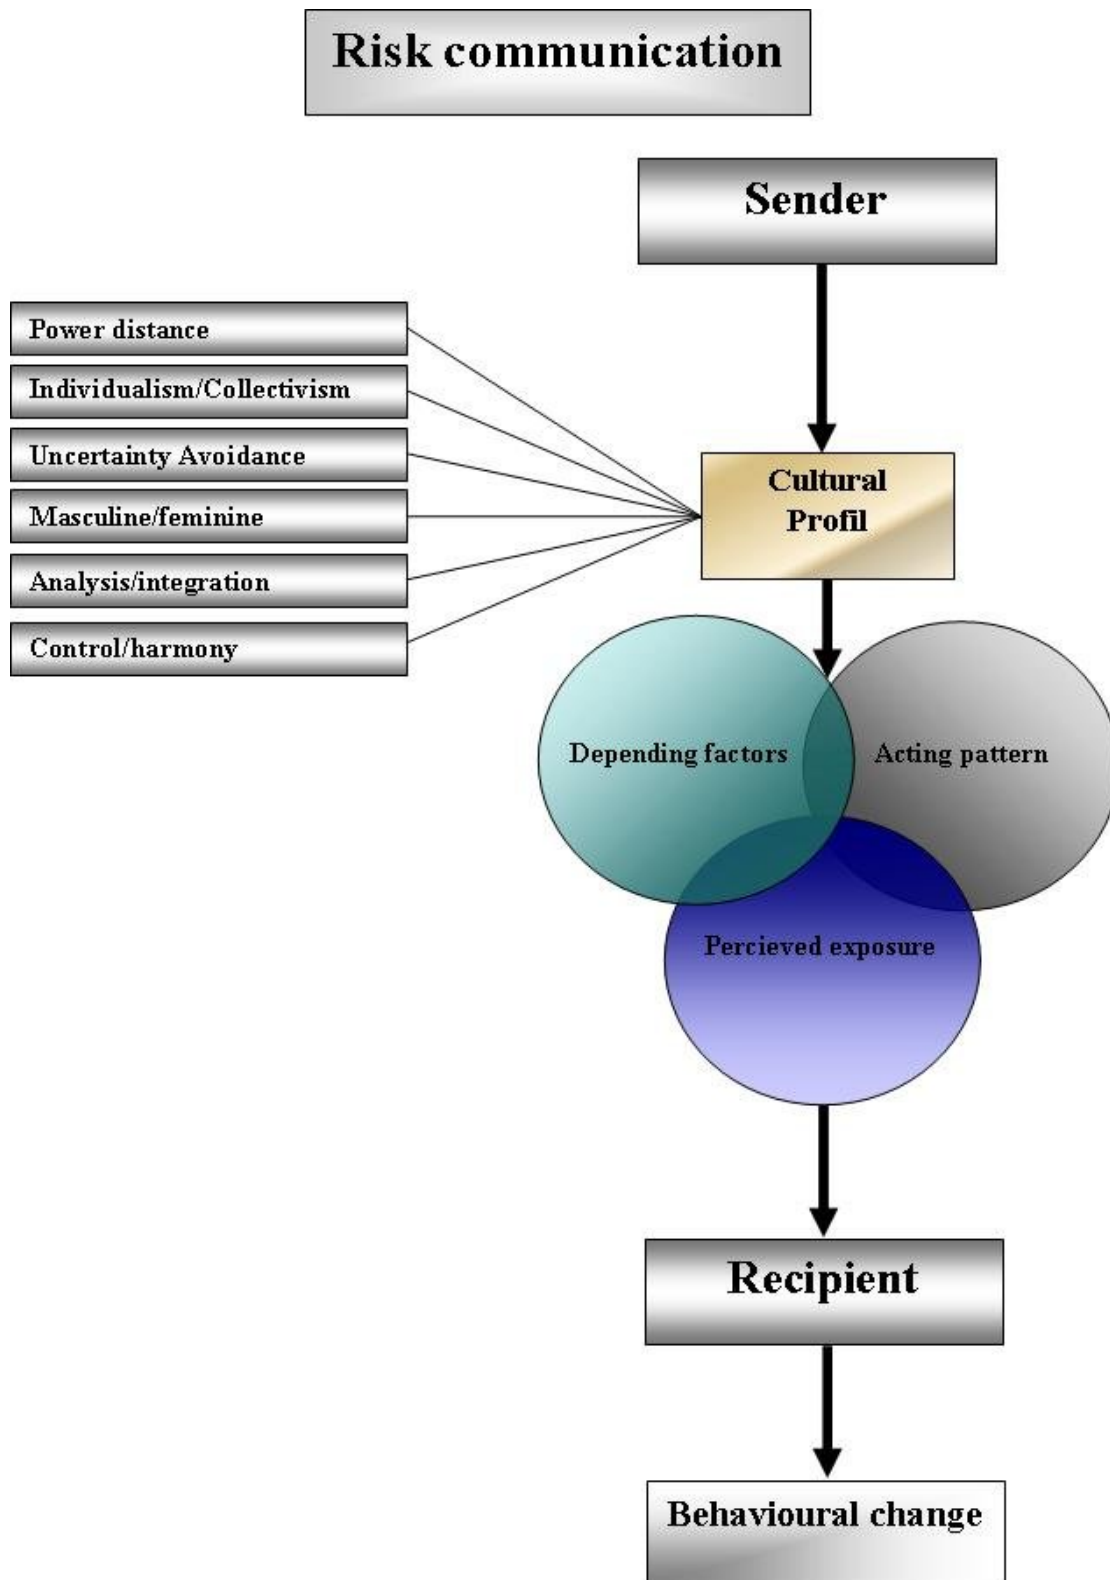 Risk communication
Sender
Power distance
Individualism/Collectivism
Uncertainty Avoidance
Masculine/feminine
Analysis/integration
Control/harmony
Cultural
Profil
Depending factors
Acting pattern
Percieved exposure
Recipient
Behavioural change